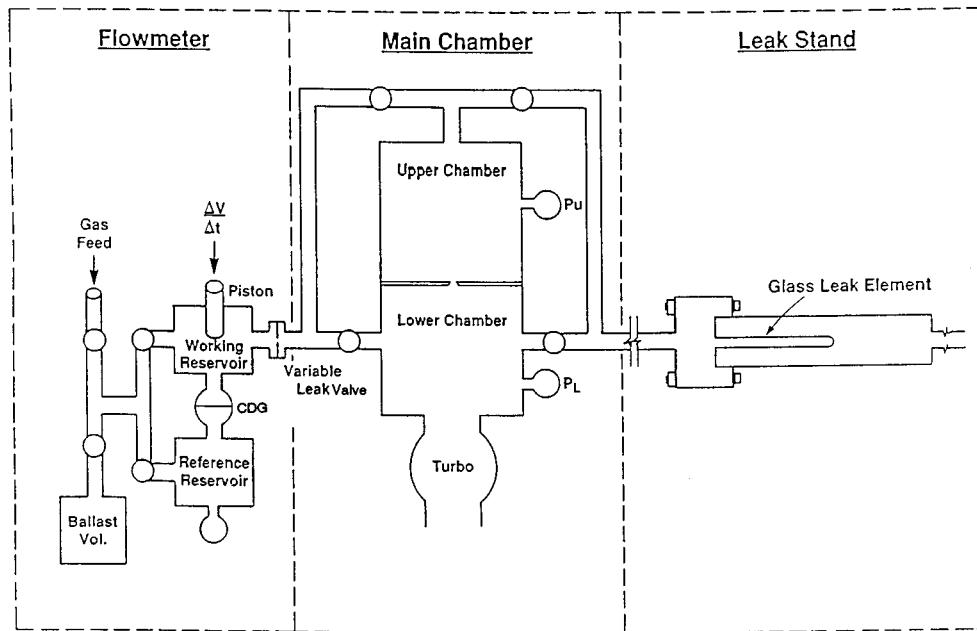 Flowmeter
Main Chamber
Leak Stand
Gas
Feed
ΔV
Δt
Piston
Working
Reservoir
Variable
Leak Valve
CDG
Reference
Reservoir
Ballast
Vol.
Upper Chamber
Pu
Lower Chamber
PL
Turbo
Glass Leak Element